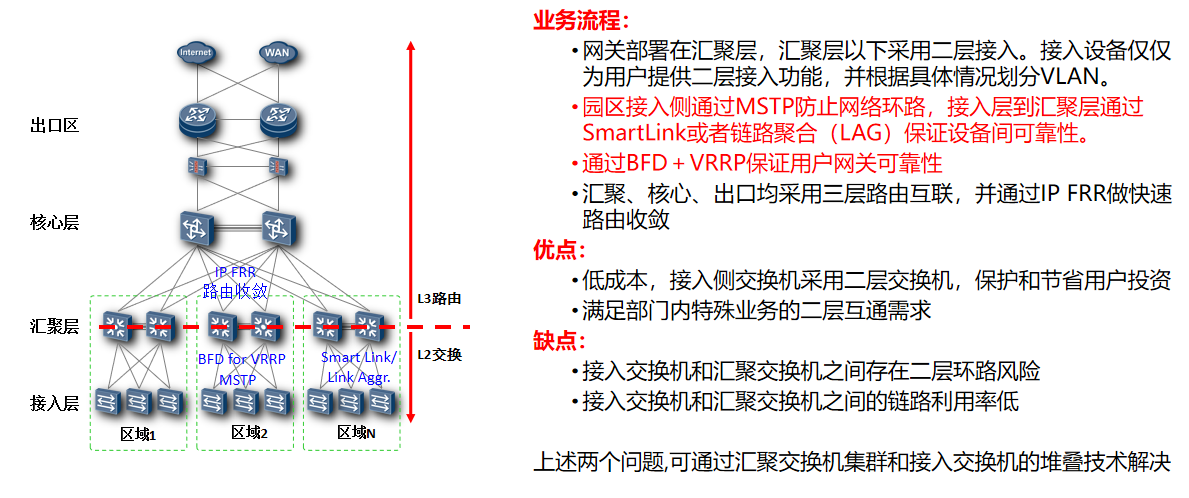 Internet
WAN
出口区
核心层
IP FRR
路由收敛
L3路由
汇聚层
L2交换
BFD for VRRP
MSTP
Smart Link/
Link Aggr.
接入层
区域1
区域2
区域N
业务流程：
•网关部署在汇聚层，汇聚层以下采用二层接入。接入设备仅仅
为用户提供二层接入功能，并根据具体情况划分VLAN。
•园区接入侧通过MSTP防止网络环路，接入层到汇聚层通过
SmartLink或者链路聚合（LAG）保证设备间可靠性。
•通过BFD＋VRRP保证用户网关可靠性
•汇聚、核心、出口均采用三层路由互联，并通过IP FRR做快速
路由收敛
优点：
•低成本，接入侧交换机采用二层交换机，保护和节省用户投资
•满足部门内特殊业务的二层互通需求
缺点：
•接入交换机和汇聚交换机之间存在二层环路风险
•接入交换机和汇聚交换机之间的链路利用率低
上述两个问题,可通过汇聚交换机集群和接入交换机的堆叠技术解决